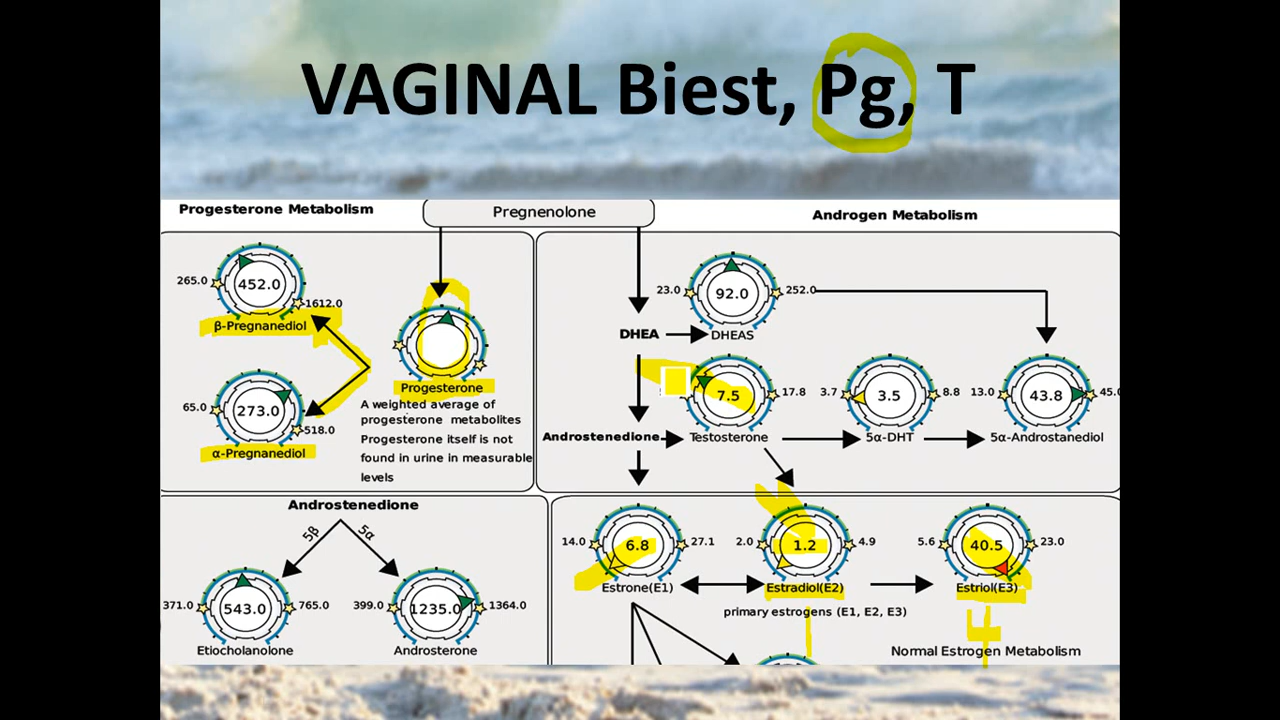 VAGINAL Biest, Pg, T
Progesterone Metabolism
Pregnenolone
Androgen Metabolism
265.0
452.0
1612.0
β-Pregnanediol
65.0
273.0
518.0
α-Pregnanediol
Progesterone
A weighted average of
progesterone metabolites
Progesterone itself is not
found in urine in measurable
levels
23.0
92.0
252.0
DHEA
DHEAS
7.5
17.8
3.7
3.5
8.8
13.0
43.8
45.0
Androstenedione
Testosterone
5α-DHT
5α-Androstanediol
Androstenedione
5β
5α
371.0
543.0
765.0
399.0
1235.0
1364.0
Etiocholanolone
Androsterone
14.0
6.8
27.1
2.0
1.2
4.9
5.6
40.5
23.0
Estrone(E1)
Estradiol(E2)
Estriol(E3)
primary estrogens (E1, E2, E3)
Normal Estrogen Metabolism